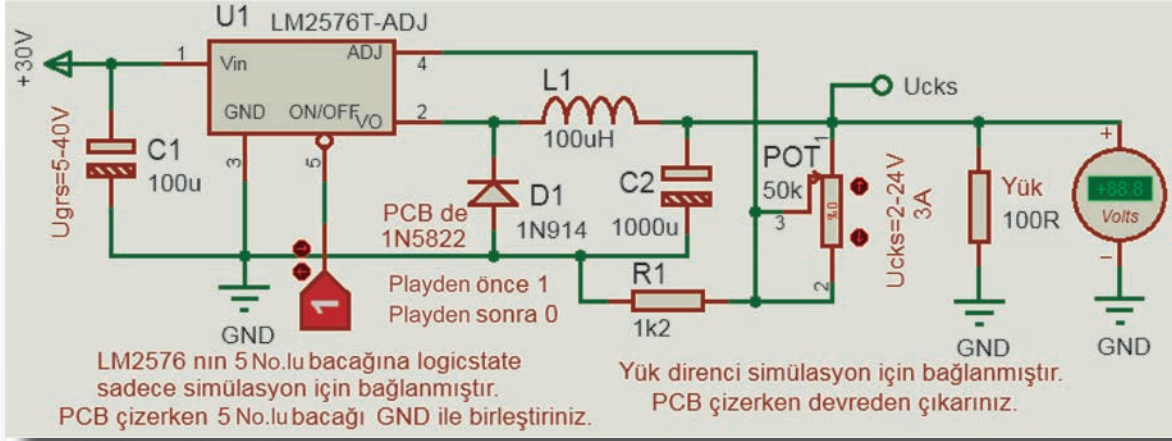 U1
LM2576T-ADJ
+30V
1
Vin
ADJ
4
GND
ON/OFF
VO
2
3
5
L1
100uH
Ucks
C1
100u
Ugrs=5-40V
D1
1N914
PCB de
1N5822
C2
1000u
POT
50k
1
3
2
%0
Ucks=2-24V
3A
Yük
100R
+
+88.8
Volts
−
1
Playden önce 1
Playden sonra 0
R1
1k2
GND
GND
GND
LM2576 nın 5 No.lu bacağına logicstate
sadece simülasyon için bağlanmıştır.
PCB çizerken 5 No.lu bacağı GND ile birleştiriniz.
Yük direnci simülasyon için bağlanmıştır.
PCB çizerken devreden çıkarınız.